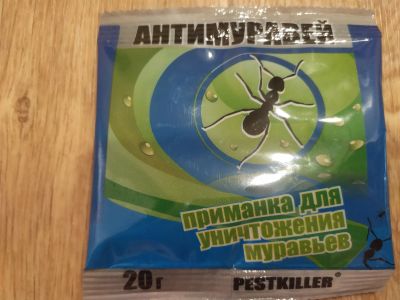 АНТИМУРАВЕЙ
приманка для
уничтожения
муравьев
20 г
PESTKILLER®